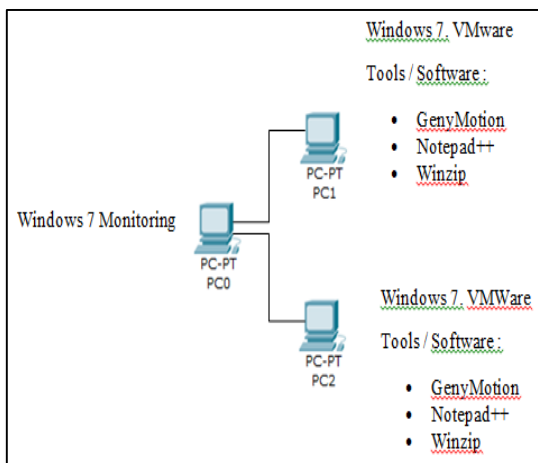 Windows 7. VMware
Tools / Software :
• GenyMotion
• Notepad++
• Winzip
PC-PT
PC1
Windows 7 Monitoring
PC-PT
PC0
Windows 7. VMWare
Tools / Software :
• GenyMotion
• Notepad++
• Winzip
PC-PT
PC2